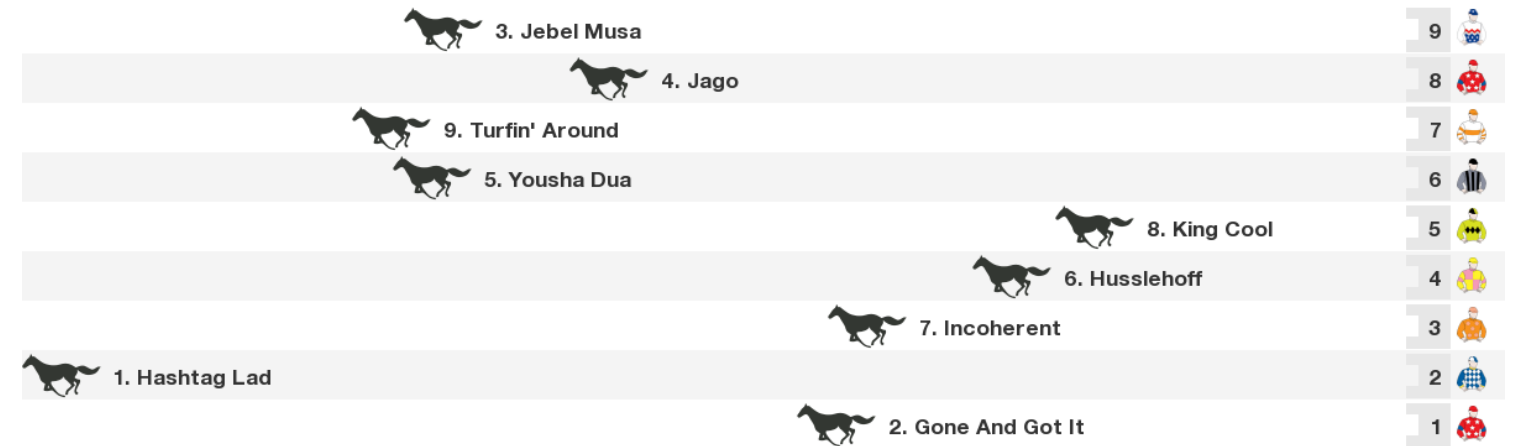 3. Jebel Musa 9
4. Jago 8
9. Turfin' Around 7
5. Yousha Dua 6
8. King Cool 5
6. Husslehoff 4
7. Incoherent 3
1. Hashtag Lad 2
2. Gone And Got It 1